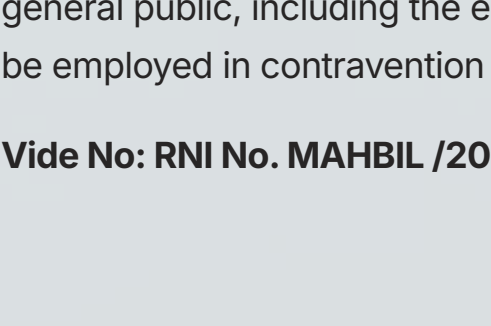 general public, including the e
be employed in contravention
Vide No: RNI No. MAHBIL /20